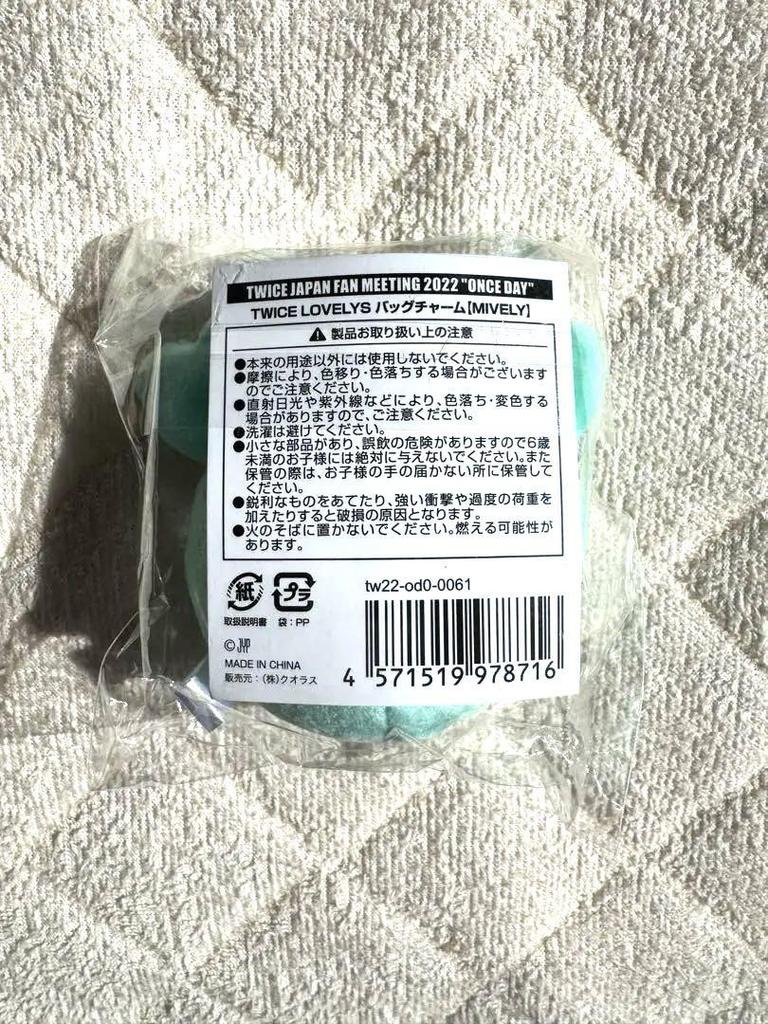 TWICE JAPAN FAN MEETING 2022 "ONCE DAY"
TWICE LOVELYS バッグチャーム【MIVELY】
⚠ 製品お取り扱い上の注意
●本来の用途以外には使用しないでください。
●摩擦により、色移り・色落ちする場合がございます
のでご注意ください。
●直射日光や紫外線などにより、色落ち・変色する
場合がありますので、ご注意ください。
●洗濯は避けてください。
●小さな部品があり、誤飲の危険がありますので6歳
未満のお子様には絶対に与えないでください。また
保管の際は、お子様の手の届かない所に保管して
ください。
●鋭利なものをあてたり、強い衝撃や過度の荷重を
加えたりすると破損の原因となります。
●火のそばに置かないでください。燃える可能性が
あります。
紙 プラ
取扱説明書 袋：PP
© JYP
MADE IN CHINA
販売元：(株)クオラス
tw22-od0-0061
4 571519 978716